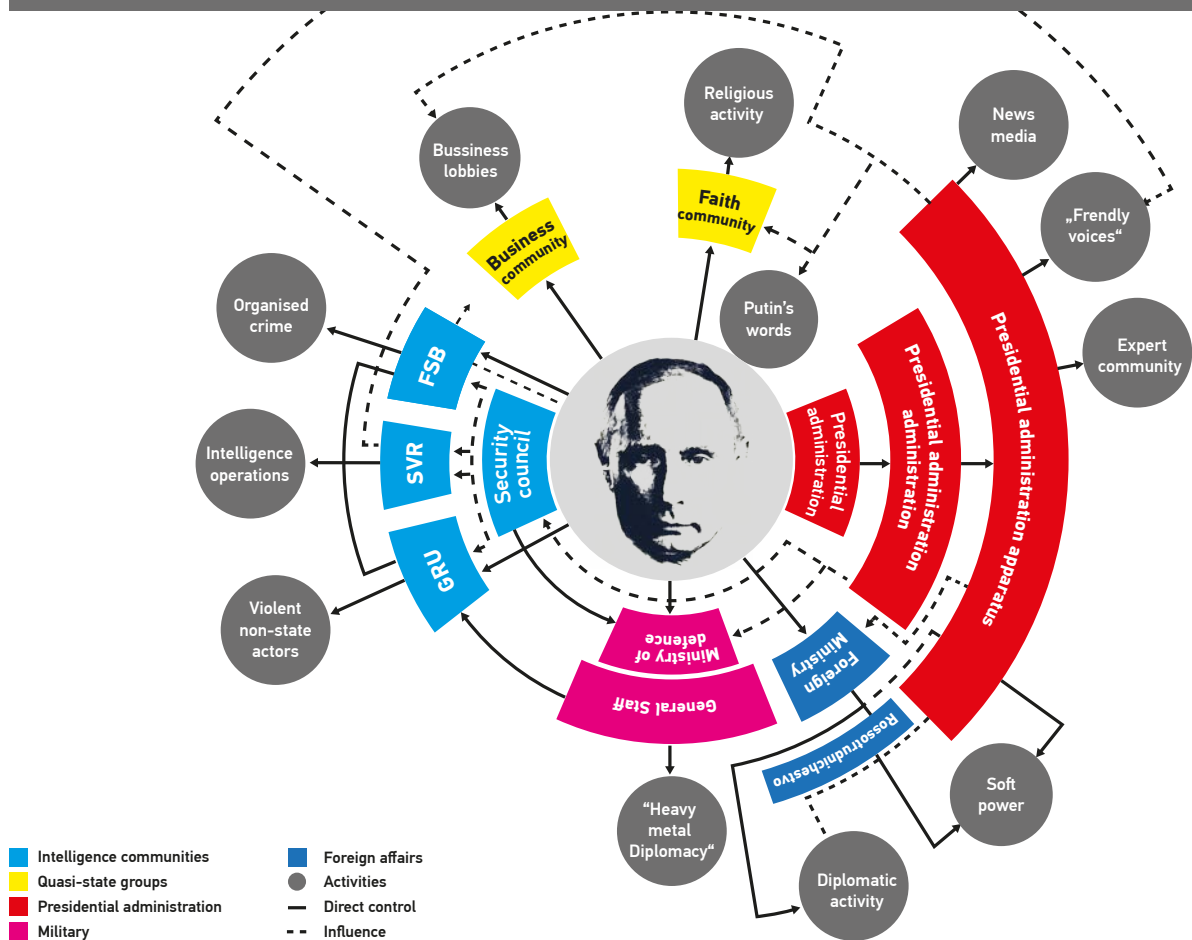 Religious
activity
News
media
Bussiness
lobbies
Faith
community
„Frendly
voices“
Business
community
Organised
crime
Putin's
words
Expert
community
FSB
Presidential administration
administration
Presidential administration apparatus
Presidential
administration
Security
council
SVR
Intelligence
operations
GRU
Violent
non-state
actors
Ministry of
defence
General Staff
Foreign
Ministry
Rossotrudnichestvo
Soft
power
“Heavy
metal
Diplomacy“
Diplomatic
activity
Intelligence communities
Quasi-state groups
Presidential administration
Military
Foreign affairs
Activities
Direct control
Influence